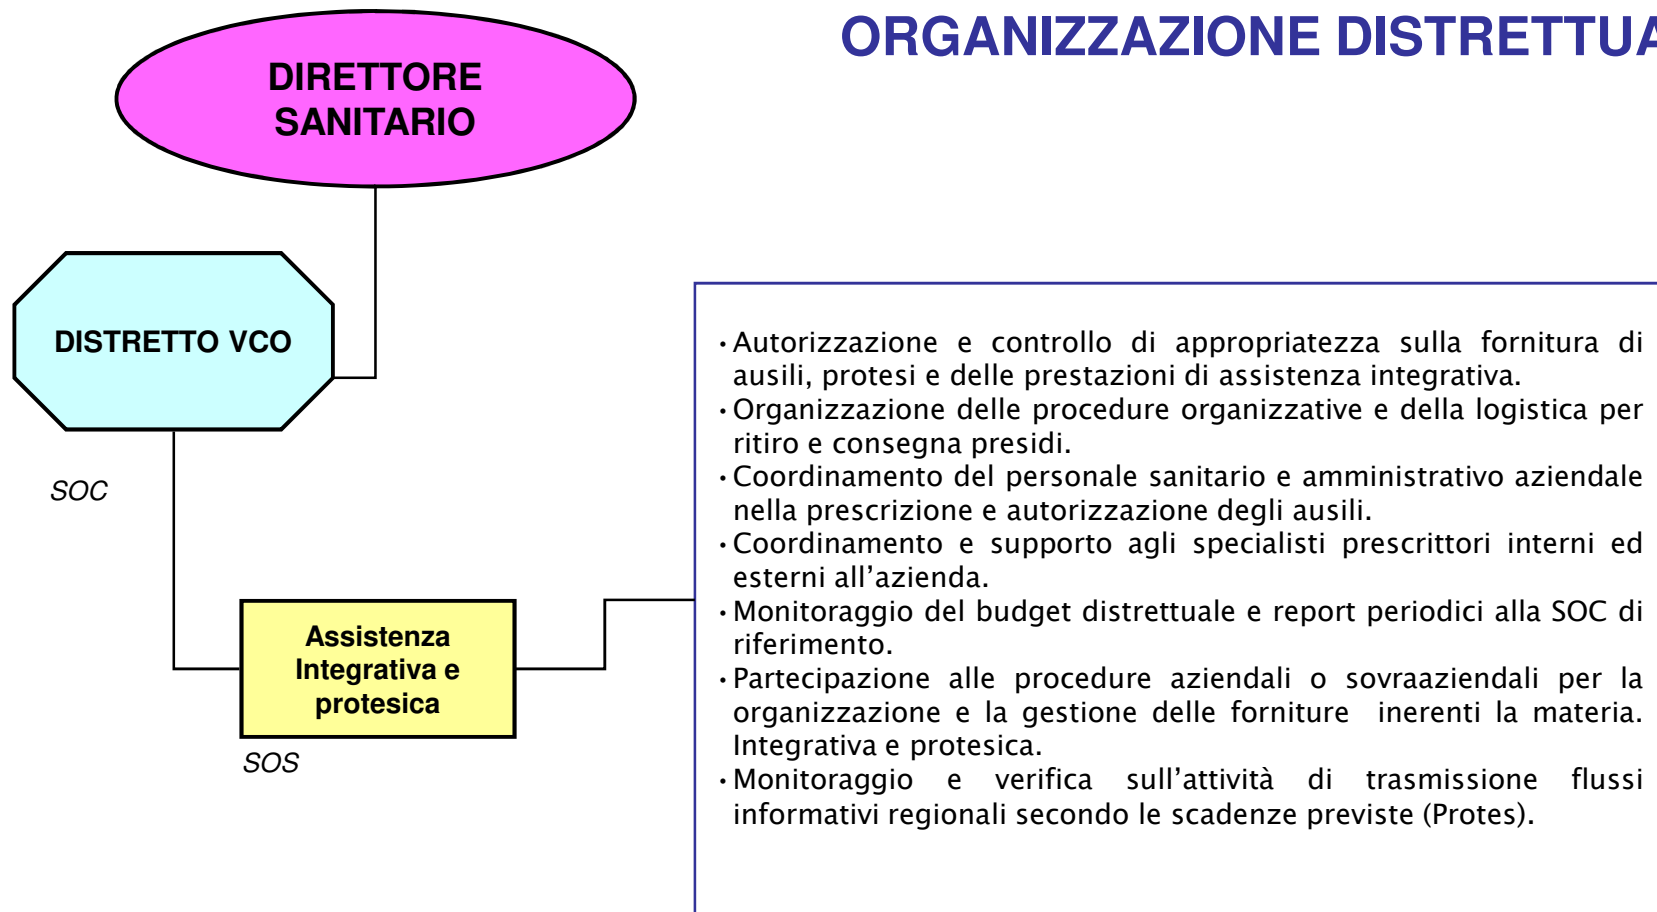 ORGANIZZAZIONE DISTRETTUA
DIRETTORE
SANITARIO
DISTRETTO VCO
SOC
Assistenza
Integrativa e
protesica
SOS
•Autorizzazione e controllo di appropriatezza sulla fornitura di
ausili, protesi e delle prestazioni di assistenza integrativa.
•Organizzazione delle procedure organizzative e della logistica per
ritiro e consegna presidi.
•Coordinamento del personale sanitario e amministrativo aziendale
nella prescrizione e autorizzazione degli ausili.
•Coordinamento e supporto agli specialisti prescrittori interni ed
esterni all’azienda.
•Monitoraggio del budget distrettuale e report periodici alla SOC di
riferimento.
•Partecipazione alle procedure aziendali o sovraaziendali per la
organizzazione e la gestione delle forniture  inerenti la materia.
Integrativa e protesica.
•Monitoraggio e verifica sull’attività di trasmissione flussi
informativi regionali secondo le scadenze previste (Protes).